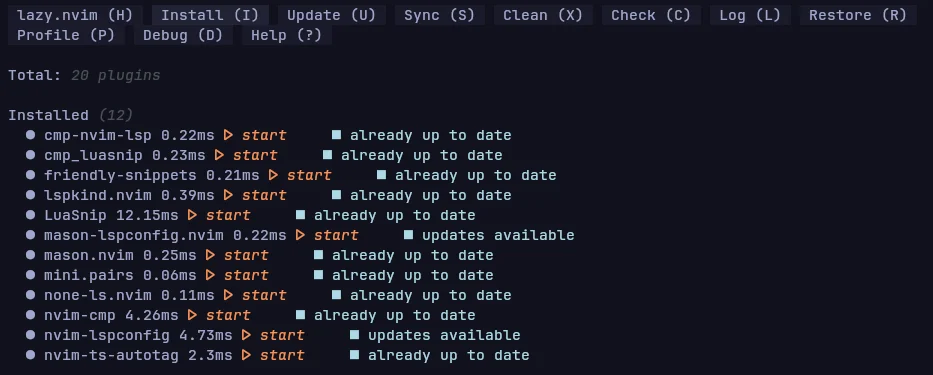 lazy.nvim (H) Install (I) Update (U) Sync (S) Clean (X) Check (C) Log (L) Restore (R)
Profile (P) Debug (D) Help (?)
Total: 20 plugins
Installed (12)
● cmp-nvim-lsp 0.22ms ▷ start ■ already up to date
● cmp_luasnip 0.23ms ▷ start ■ already up to date
● friendly-snippets 0.21ms ▷ start ■ already up to date
● lspkind.nvim 0.39ms ▷ start ■ already up to date
● LuaSnip 12.15ms ▷ start ■ already up to date
● mason-lspconfig.nvim 0.22ms ▷ start ■ updates available
● mason.nvim 0.25ms ▷ start ■ already up to date
● mini.pairs 0.06ms ▷ start ■ already up to date
● none-ls.nvim 0.11ms ▷ start ■ already up to date
● nvim-cmp 4.26ms ▷ start ■ already up to date
● nvim-lspconfig 4.73ms ▷ start ■ updates available
● nvim-ts-autotag 2.3ms ▷ start ■ already up to date